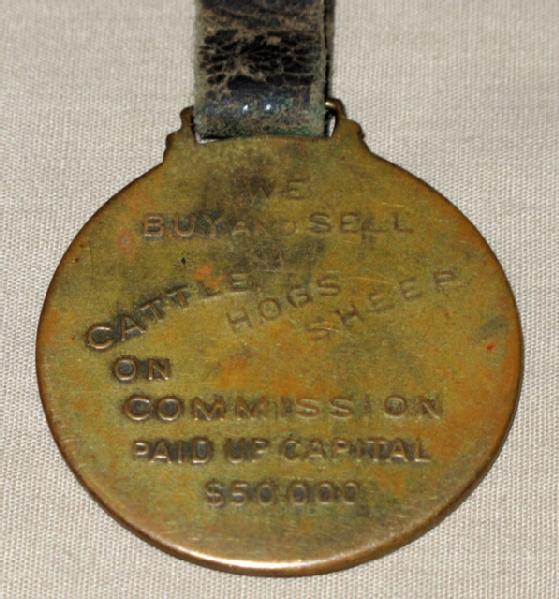 WE
BUY AND SELL
CATTLE HOGS SHEEP
ON
COMMISSION
PAID UP CAPITAL
$50.000